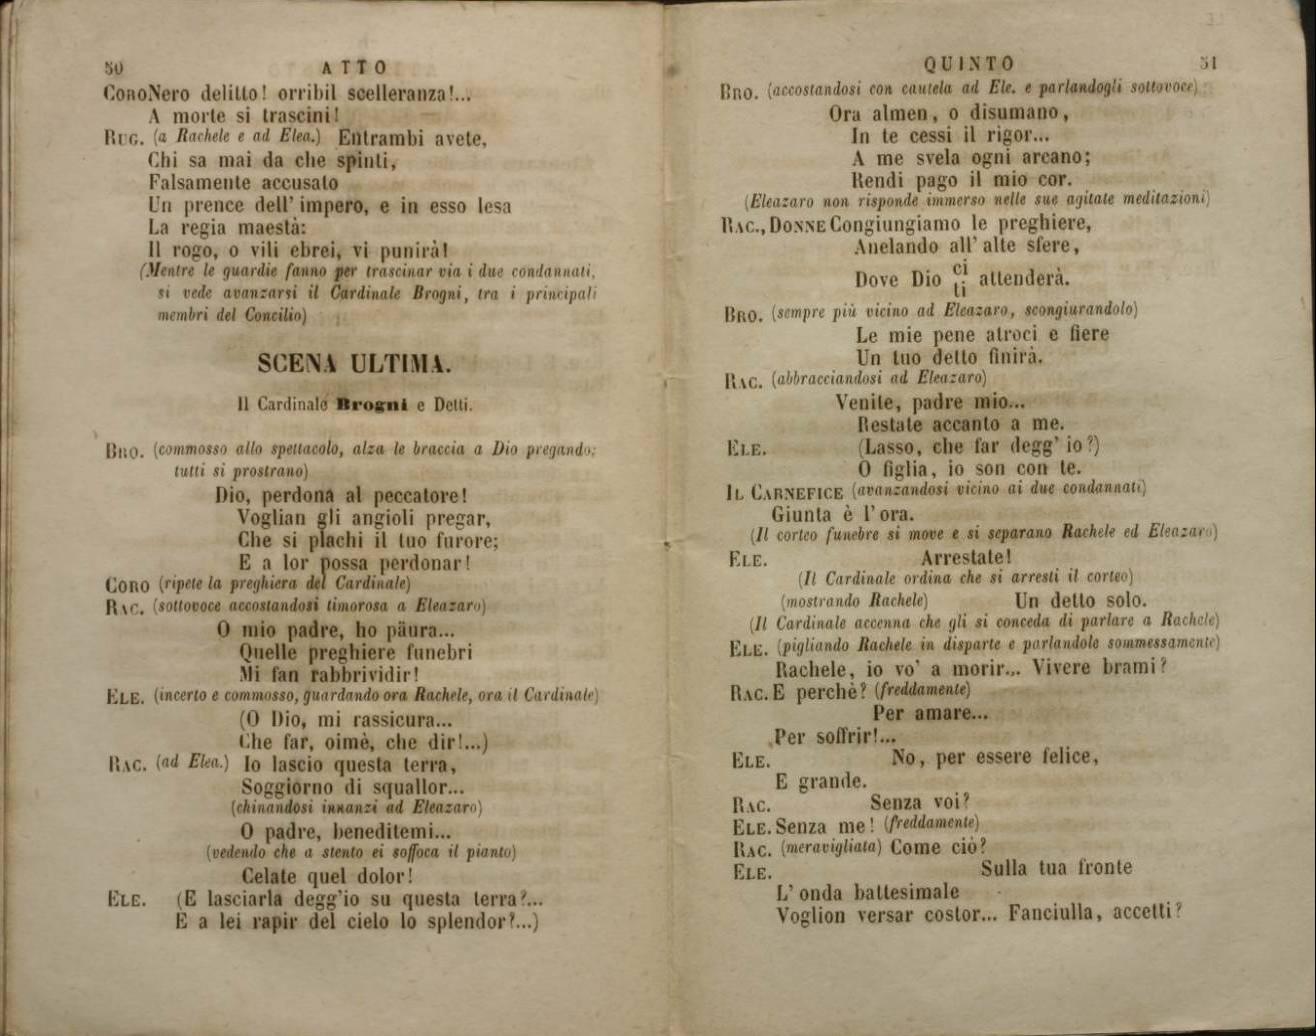 50 ATTO
CORO Nero delitto! orribil scelleranza!...
A morte si trascini!
RUG. (a Rachele e ad Elea.) Entrambi avete,
Chi sa mai da che spinti,
Falsamente accusato
Un prence dell' impero, e in esso lesa
La regia maestà:
Il rogo, o vili ebrei, vi punirà!
(Mentre le guardie fanno per trascinar via i due condannati,
si vede avanzarsi il Cardinale Brogni, tra i principali
membri del Concilio)
SCENA ULTIMA.
Il Cardinale Brogni e Detti.
BRO. (commosso allo spettacolo, alza le braccia a Dio pregando;
tutti si prostrano)
Dio, perdona al peccatore!
Voglian gli angioli pregar,
Che si plachi il tuo furore;
E a lor possa perdonar!
CORO (ripete la preghiera del Cardinale)
RAC. (sottovoce accostandosi timorosa a Eleazaro)
O mio padre, ho päura...
Quelle preghiere funebri
Mi fan rabbrividir!
ELE. (incerto e commosso, guardando ora Rachele, ora il Cardinale)
(O Dio, mi rassicura...
Che far, oimè, che dir!...)
RAC. (ad Elea.) Io lascio questa terra,
Soggiorno di squallor...
(chinandosi innanzi ad Eleazaro)
O padre, beneditemi...
(vedendo che a stento ei soffoca il pianto)
Celate quel dolor!
ELE. (E lasciarla degg'io su questa terra?...
E a lei rapir del cielo lo splendor?...)
QUINTO 51
BRO. (accostandosi con cautela ad Ele. e parlandogli sottovoce)
Ora almen, o disumano,
In te cessi il rigor...
A me svela ogni arcano;
Rendi pago il mio cor.
(Eleazaro non risponde immerso nelle sue agitate meditazioni)
RAC., DONNE Congiungiamo le preghiere,
Anelando all' alte sfere,
Dove Dio ci attenderà.
ti
BRO. (sempre più vicino ad Eleazaro, scongiurandolo)
Le mie pene atroci e fiere
Un tuo detto finirà.
RAC. (abbracciandosi ad Eleazaro)
Venite, padre mio...
Restate accanto a me.
ELE. (Lasso, che far degg' io?)
O figlia, io son con te.
IL CARNEFICE (avanzandosi vicino ai due condannati)
Giunta è l' ora.
(Il corteo funebre si move e si separano Rachele ed Eleazaro)
ELE. Arrestate!
(Il Cardinale ordina che si arresti il corteo)
(mostrando Rachele) Un detto solo.
(Il Cardinale accenna che gli si conceda di parlare a Rachele)
ELE. (pigliando Rachele in disparte e parlandole sommessamente)
Rachele, io vo' a morir... Vivere brami?
RAC. E perchè? (freddamente)
Per amare...
Per soffrir!...
ELE. No, per essere felice,
E grande.
RAC. Senza voi?
ELE. Senza me! (freddamente)
RAC. (meravigliata) Come ciò?
ELE. Sulla tua fronte
L' onda battesimale
Voglion versar costor... Fanciulla, accetti?